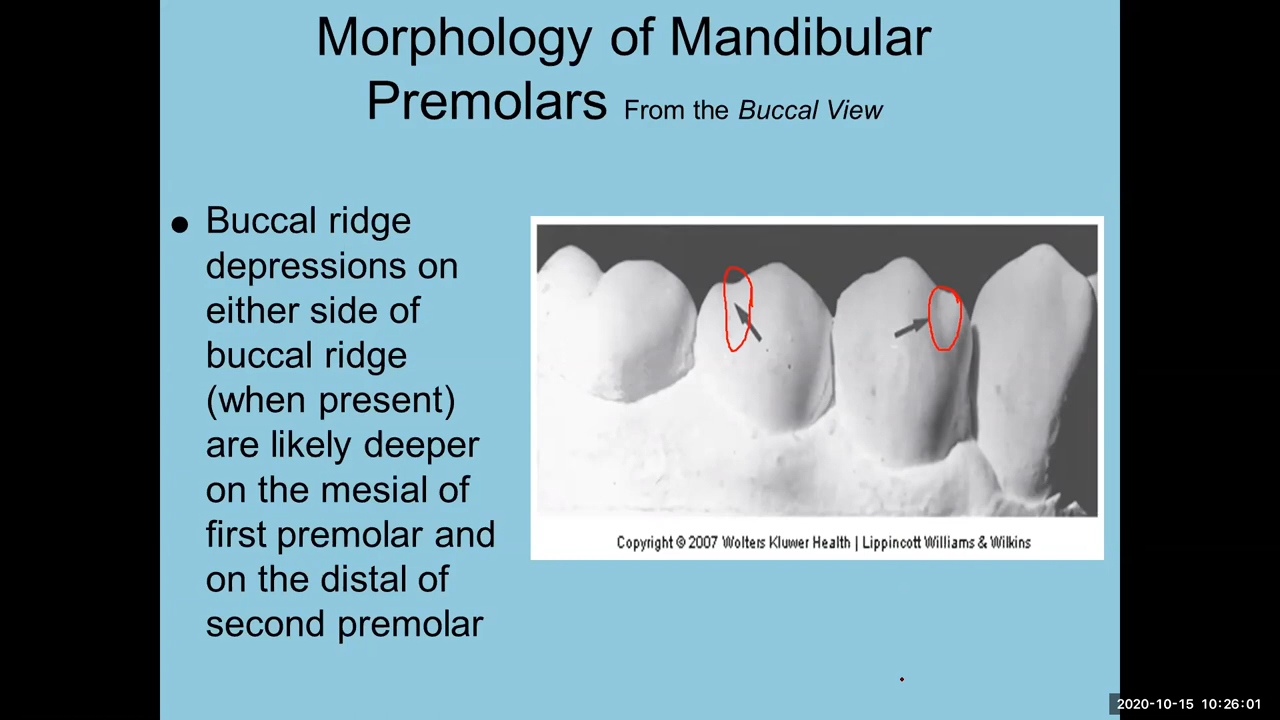 Morphology of Mandibular
Premolars From the Buccal View
● Buccal ridge
depressions on
either side of
buccal ridge
(when present)
are likely deeper
on the mesial of
first premolar and
on the distal of
second premolar
Copyright © 2007 Wolters Kluwer Health | Lippincott Williams & Wilkins
2020-10-15 10:26:01